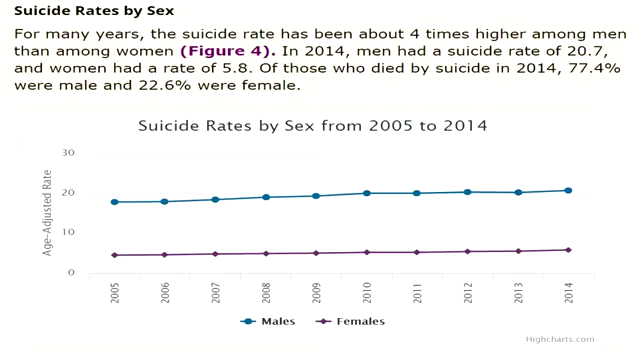 Suicide Rates by Sex
For many years, the suicide rate has been about 4 times higher among men
than among women (Figure 4). In 2014, men had a suicide rate of 20.7,
and women had a rate of 5.8. Of those who died by suicide in 2014, 77.4%
were male and 22.6% were female.
Suicide Rates by Sex from 2005 to 2014
Age-Adjusted Rate
30
20
10
0
2005 2006 2007 2008 2009 2010 2011 2012 2013 2014
Males Females
Highcharts.com